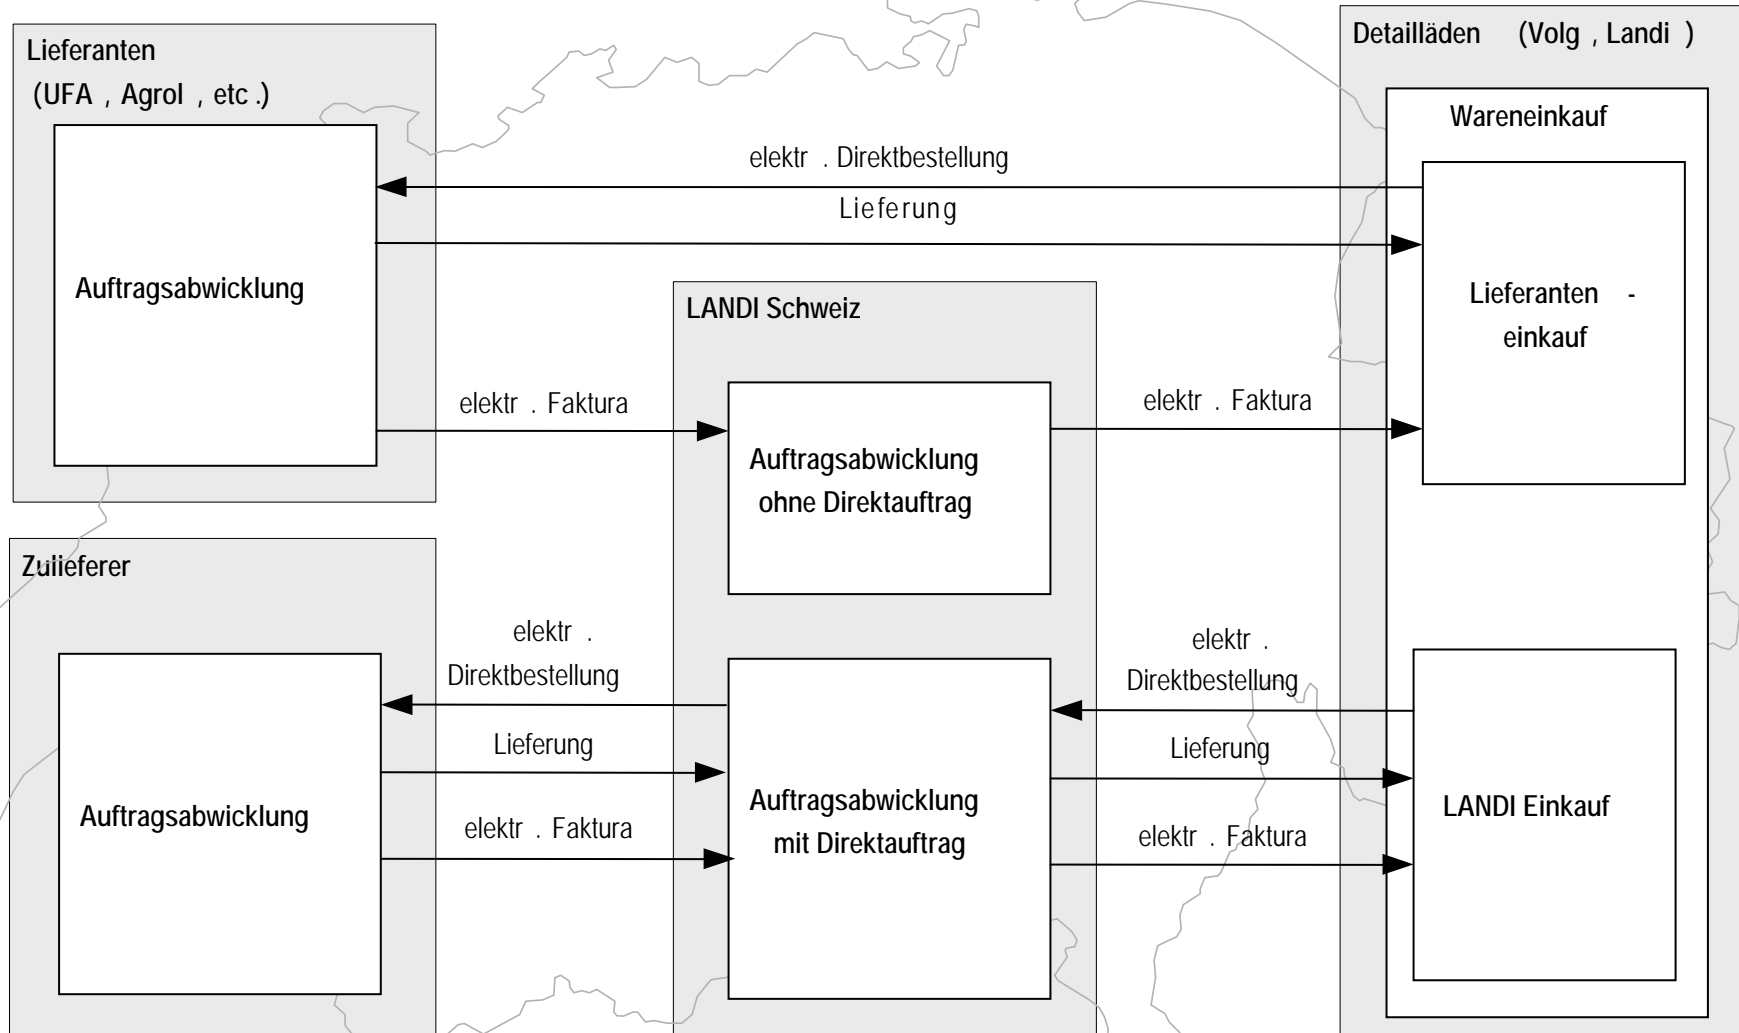 Lieferanten
(UFA , Agrol , etc .)
Auftragsabwicklung
Detailläden (Volg , Landi )
Wareneinkauf
elektr . Direktbestellung
Lieferung
Lieferanten -
einkauf
LANDI Schweiz
elektr . Faktura
Auftragsabwicklung
ohne Direktauftrag
elektr . Faktura
Zulieferer
Auftragsabwicklung
elektr .
Direktbestellung
Lieferung
elektr . Faktura
Auftragsabwicklung
mit Direktauftrag
elektr .
Direktbestellung
Lieferung
elektr . Faktura
LANDI Einkauf